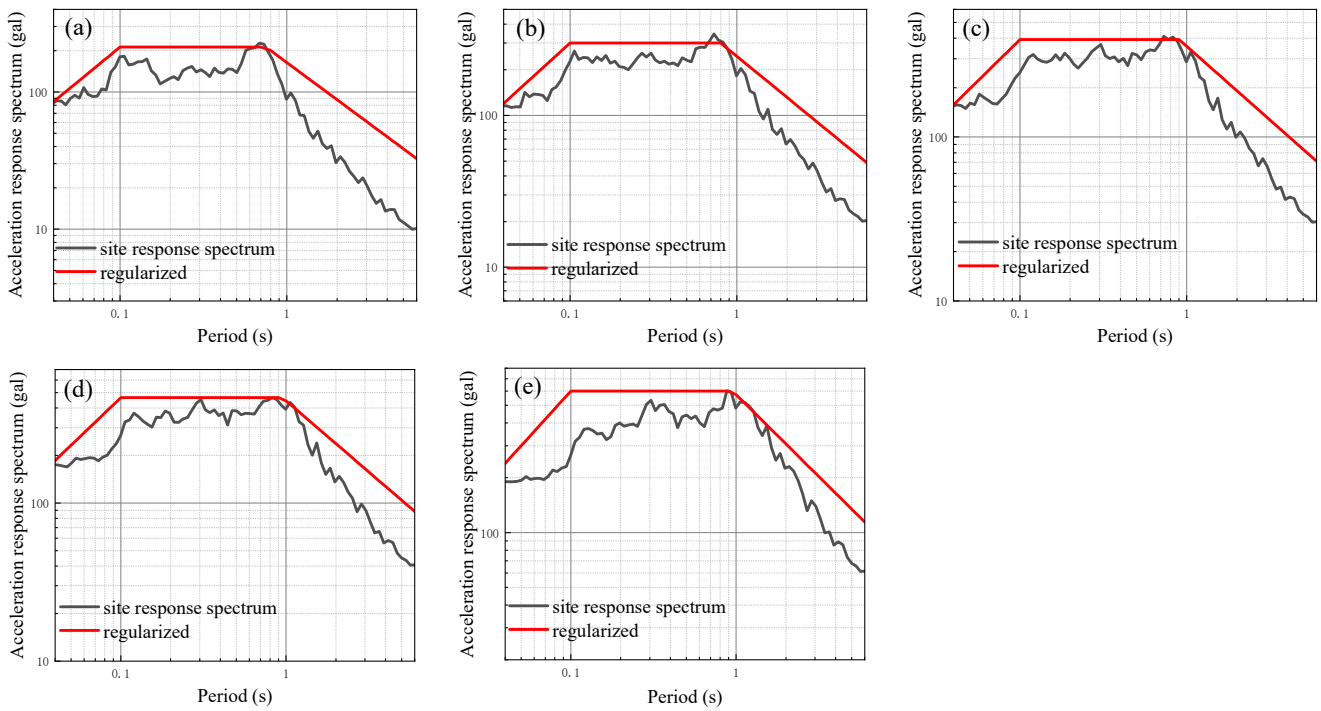 (a)
Acceleration response spectrum (gal)
100
10
site response spectrum
regularized
0.1
1
Period (s)
(b)
Acceleration response spectrum (gal)
100
10
site response spectrum
regularized
0.1
1
Period (s)
(c)
Acceleration response spectrum (gal)
100
10
site response spectrum
regularized
0.1
1
Period (s)
(d)
Acceleration response spectrum (gal)
100
10
site response spectrum
regularized
0.1
1
Period (s)
(e)
Acceleration response spectrum (gal)
100
site response spectrum
regularized
0.1
1
Period (s)